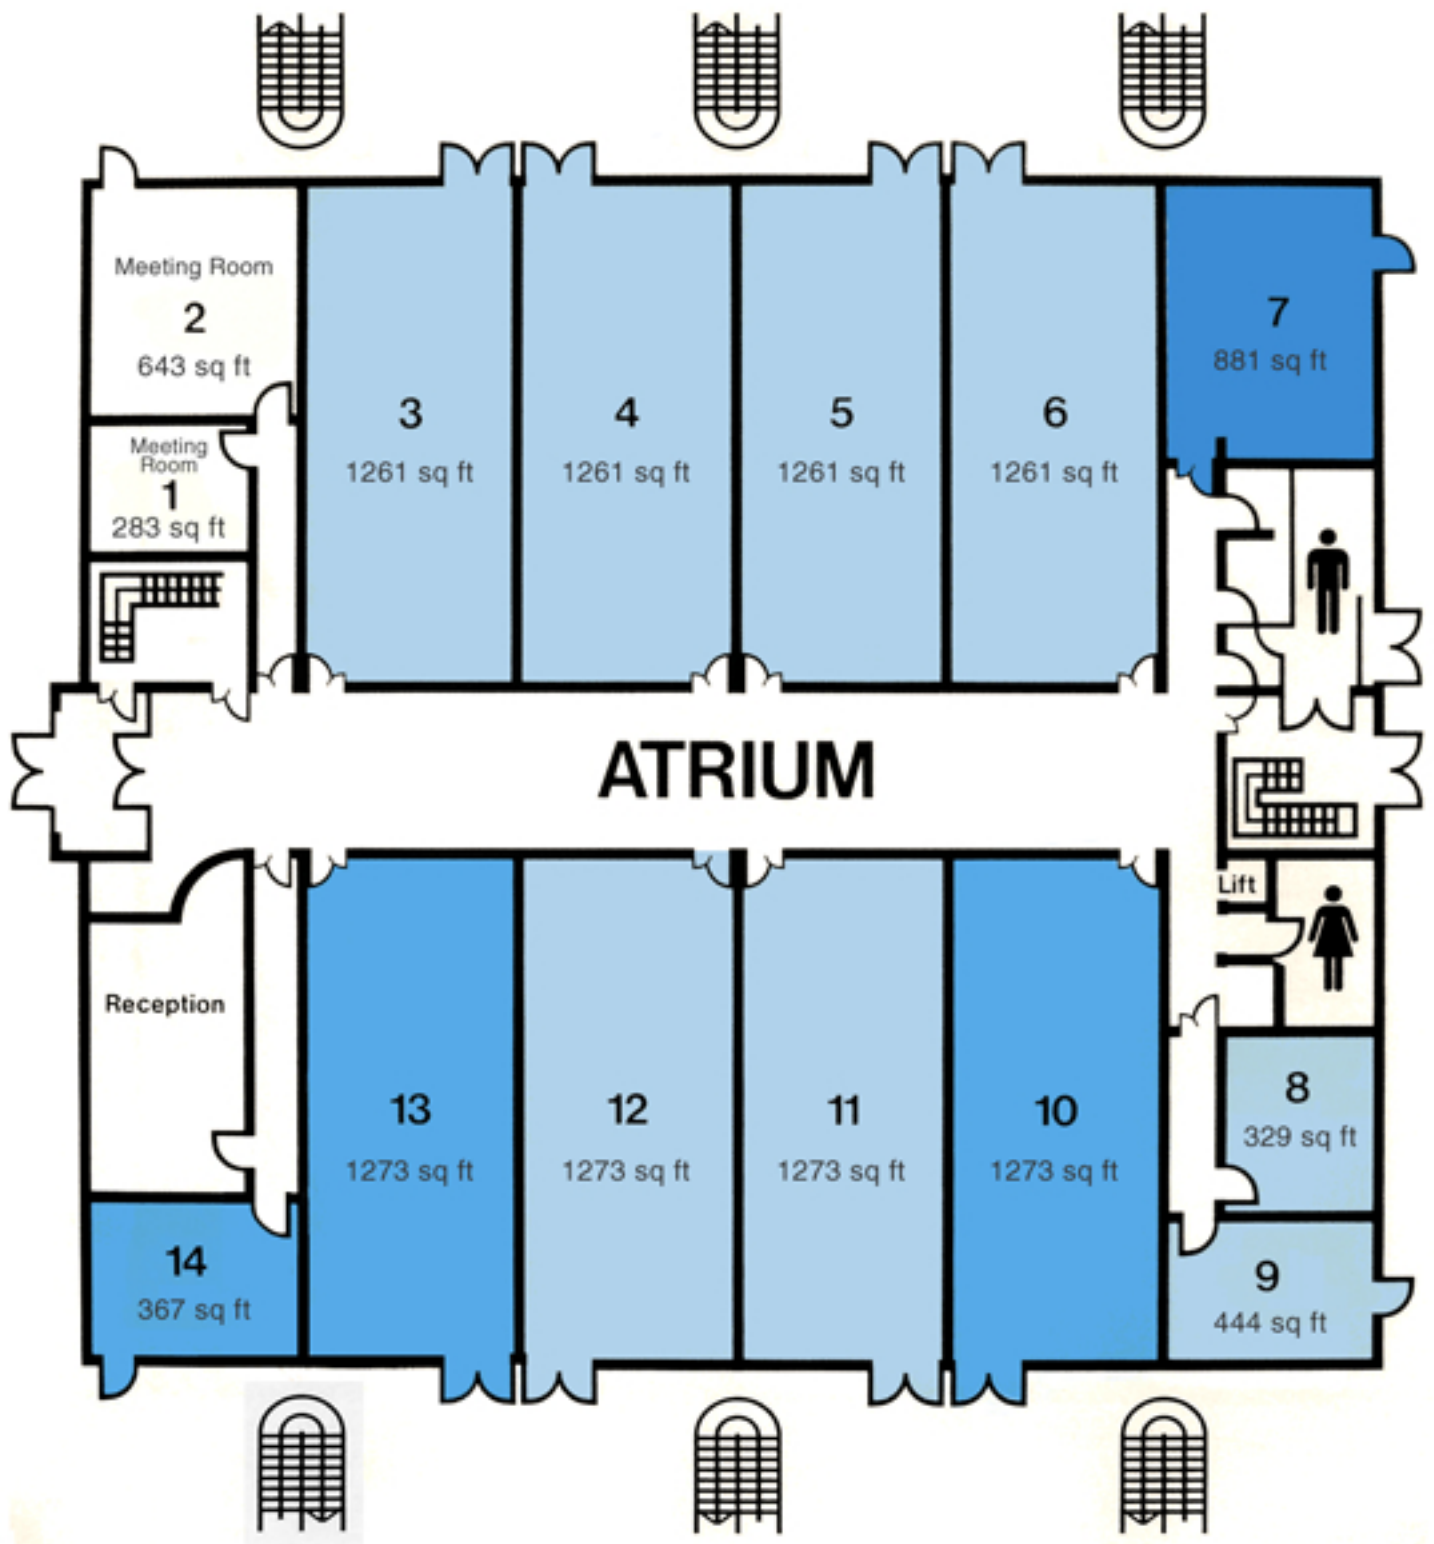 Meeting Room
2
643 sq ft
Meeting
Room
1
283 sq ft
3
1261 sq ft
4
1261 sq ft
5
1261 sq ft
6
1261 sq ft
7
881 sq ft
ATRIUM
Lift
Reception
13
1273 sq ft
12
1273 sq ft
11
1273 sq ft
10
1273 sq ft
8
329 sq ft
14
367 sq ft
9
444 sq ft